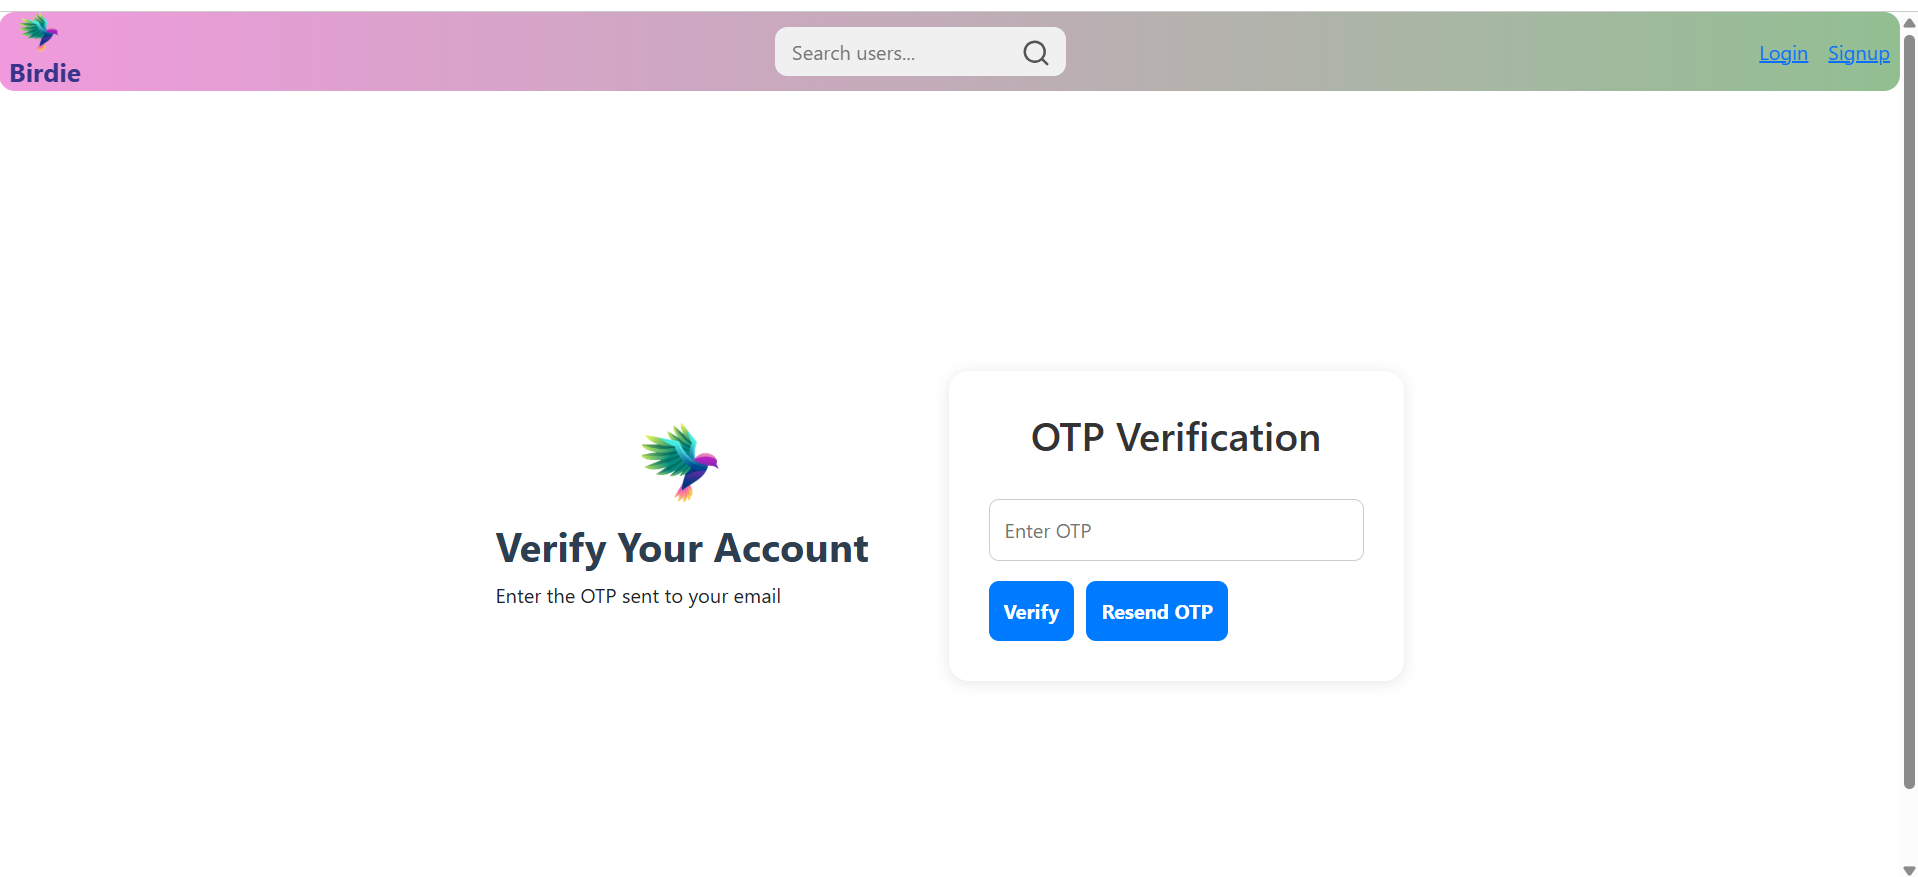 Birdie
Search users...
Login Signup
Verify Your Account
Enter the OTP sent to your email
OTP Verification
Enter OTP
Verify Resend OTP